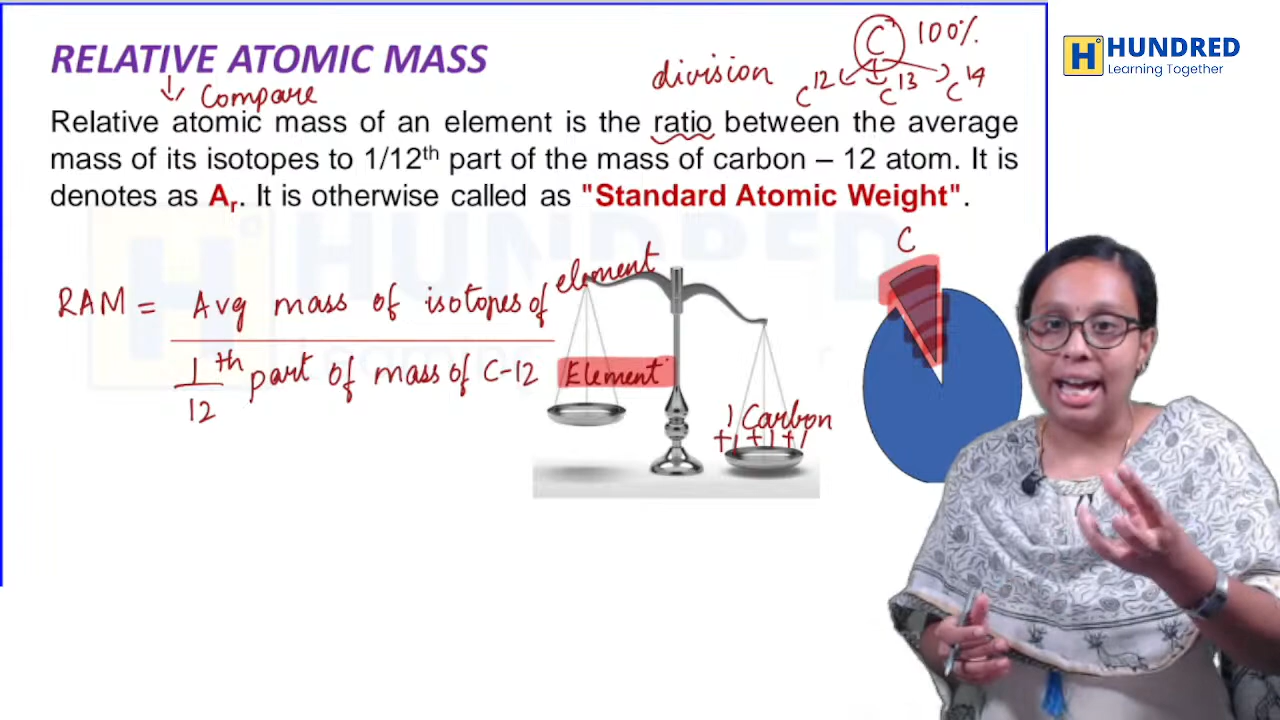 RELATIVE ATOMIC MASS
Compare
division
C 100%
C12 C13 C14
H HUNDRED
Learning Together
Relative atomic mass of an element is the ratio between the average
mass of its isotopes to 1/12th part of the mass of carbon – 12 atom. It is
denotes as Ar. It is otherwise called as "Standard Atomic Weight".
C
RAM = Avg mass of isotopes of element
1/12 th part of mass of C-12
Element
1 Carbon
+1 +1 +1
HUNDRED